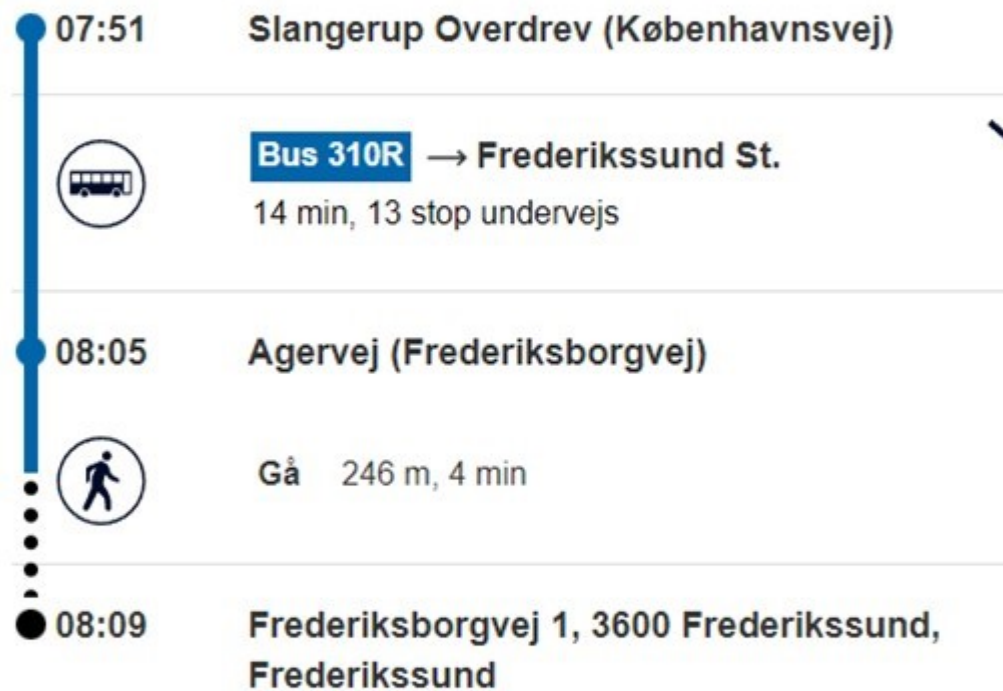 07:51 Slangerup Overdrev (Københavnsvej)
Bus 310R → Frederikssund St.
14 min, 13 stop undervejs
08:05 Agervej (Frederiksborgvej)
Gå 246 m, 4 min
08:09 Frederiksborgvej 1, 3600 Frederikssund,
Frederikssund